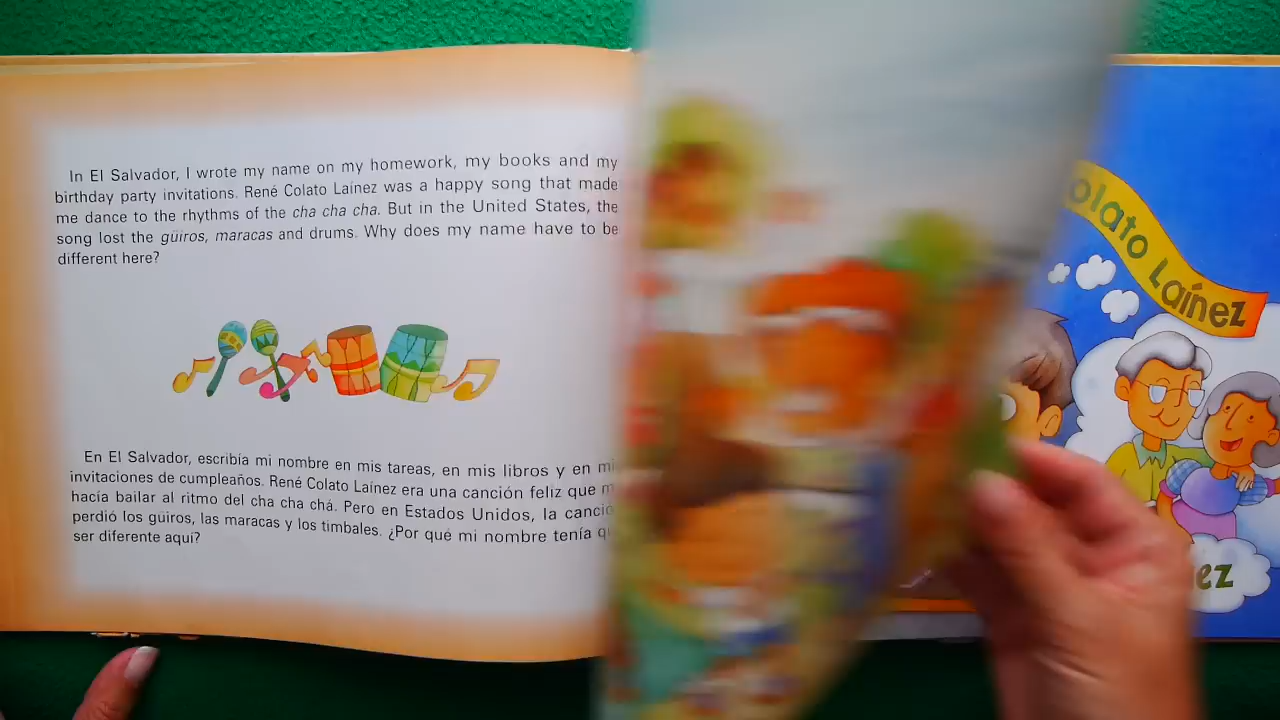 In El Salvador, I wrote my name on my homework, my books and my
birthday party invitations. René Colato Laínez was a happy song that made
me dance to the rhythms of the cha cha cha. But in the United States, the
song lost the güiros, maracas and drums. Why does my name have to be
different here?
En El Salvador, escribía mi nombre en mis tareas, en mis libros y en
invitaciones de cumpleaños. René Colato Laínez era una canción feliz que
hacía bailar al ritmo del cha cha chá. Pero en Estados Unidos, la
perdió los güiros, las maracas y los timbales. ¿Por qué mi nombre tenía
ser diferente aquí?
olato Laínez
ez